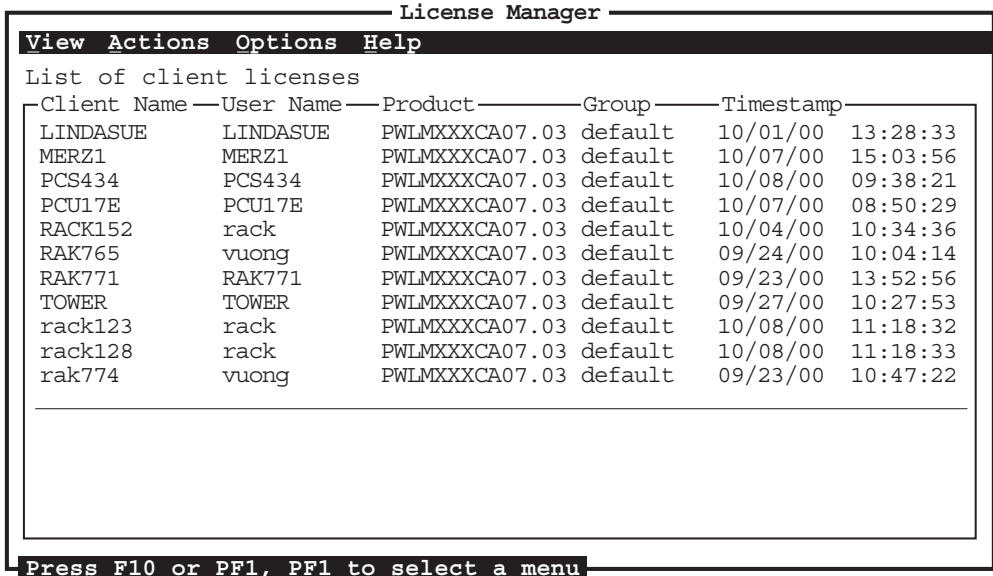 License Manager
View Actions Options Help
List of client licenses
Client Name User Name Product Group Timestamp
LINDASUE LINDASUE PWLMXXXCA07.03 default 10/01/00 13:28:33
MERZ1 MERZ1 PWLMXXXCA07.03 default 10/07/00 15:03:56
PCS434 PCS434 PWLMXXXCA07.03 default 10/08/00 09:38:21
PCU17E PCU17E PWLMXXXCA07.03 default 10/07/00 08:50:29
RACK152 rack PWLMXXXCA07.03 default 10/04/00 10:34:36
RAK765 vuong PWLMXXXCA07.03 default 09/24/00 10:04:14
RAK771 RAK771 PWLMXXXCA07.03 default 09/23/00 13:52:56
TOWER TOWER PWLMXXXCA07.03 default 09/27/00 10:27:53
rack123 rack PWLMXXXCA07.03 default 10/08/00 11:18:32
rack128 rack PWLMXXXCA07.03 default 10/08/00 11:18:33
rak774 vuong PWLMXXXCA07.03 default 09/23/00 10:47:22
Press F10 or PF1, PF1 to select a menu